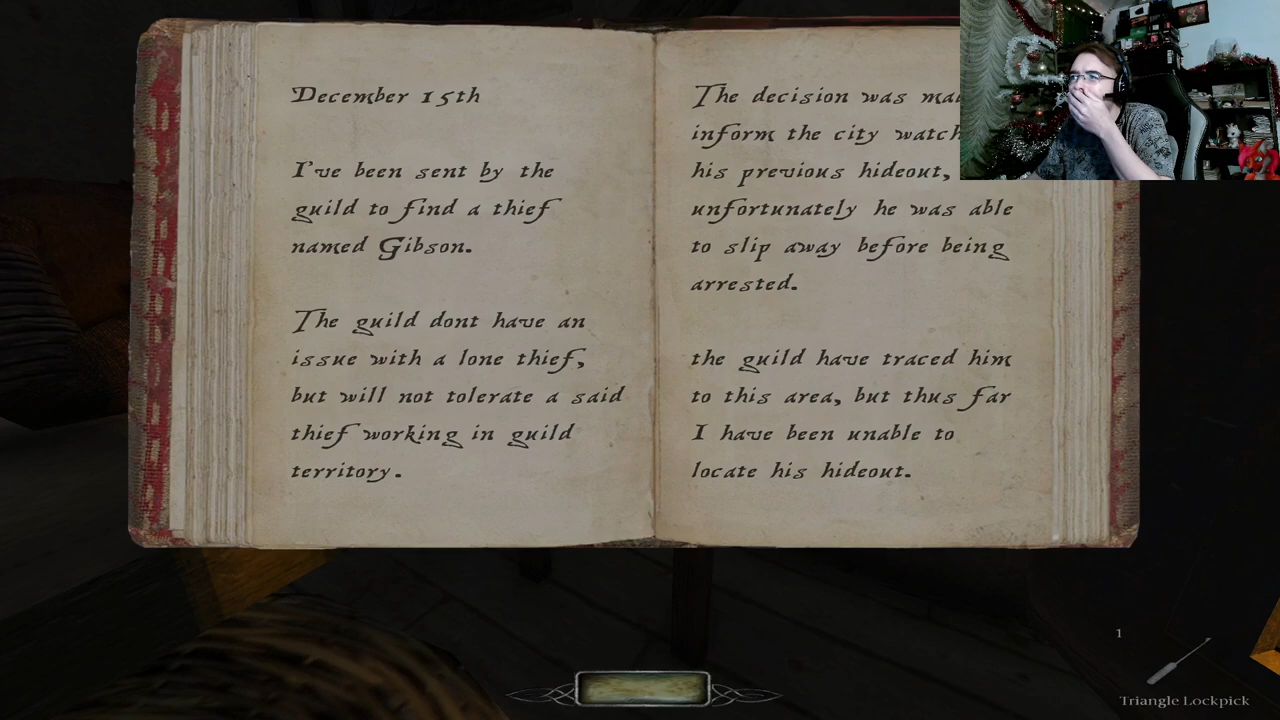 December 15th
I've been sent by the
guild to find a thief
named Gibson.
The guild dont have an
issue with a lone thief,
but will not tolerate a said
thief working in guild
territory.
The decision was
inform the city watch
his previous hideout,
unfortunately he was able
to slip away before being
arrested.
the guild have traced him
to this area, but thus far
I have been unable to
locate his hideout.
1
Triangle Lockpick